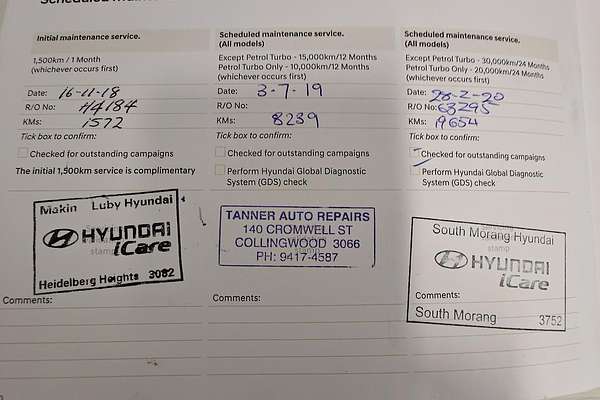 Initial maintenance service.
1,500km / 1 Month
(whichever occurs first)
Date: 16-11-18
R/O No: H4184
KMs: 1572
Tick box to confirm:
Checked for outstanding campaigns
The initial 1,500km service is complimentary
Makin Luby Hyundai
HYUNDAI
iCare
Heidelberg Heights 3082
Comments:
Scheduled maintenance service.
(All models)
Except Petrol Turbo - 15,000km/12 Months
Petrol Turbo Only - 10,000km/12 Months
(whichever occurs first)
Date: 3-7-19
R/O No:
KMs: 8239
Tick box to confirm:
Checked for outstanding campaigns
Perform Hyundai Global Diagnostic
System (GDS) check
TANNER AUTO REPAIRS
140 CROMWELL ST
COLLINGWOOD 3066
PH: 9417-4587
Comments:
Scheduled maintenance service.
(All models)
Except Petrol Turbo - 30,000km/24 Months
Petrol Turbo Only - 20,000km/24 Months
(whichever occurs first)
Date: 28-2-20
R/O No: 63295
KMs: 19654
Tick box to confirm:
Checked for outstanding campaigns
Perform Hyundai Global Diagnostic
System (GDS) check
South Morang Hyundai
HYUNDAI
iCare
Comments:
South Morang 3752